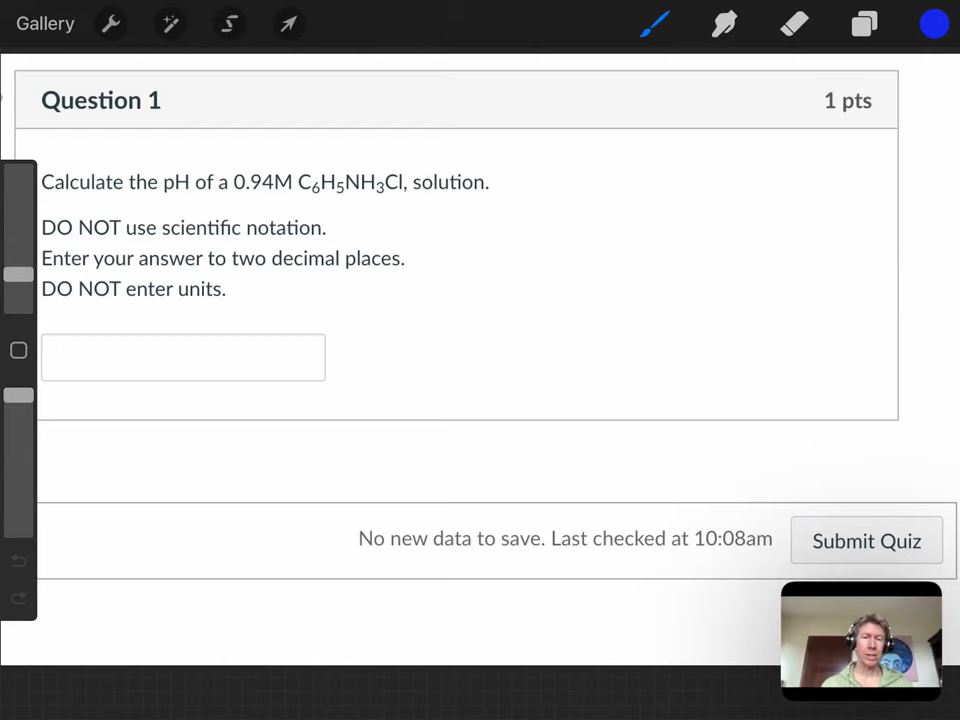 Gallery
Question 1
1 pts
Calculate the pH of a 0.94M C₆H₅NH₃Cl, solution.
DO NOT use scientific notation.
Enter your answer to two decimal places.
DO NOT enter units.
No new data to save. Last checked at 10:08am
Submit Quiz